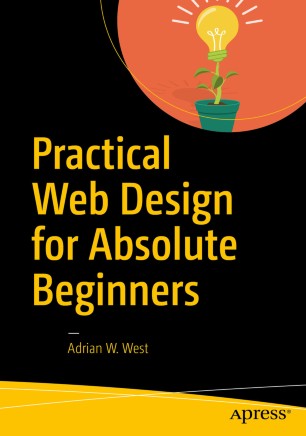 Practical
Web Design
for Absolute
Beginners
Adrian W. West
Apress®